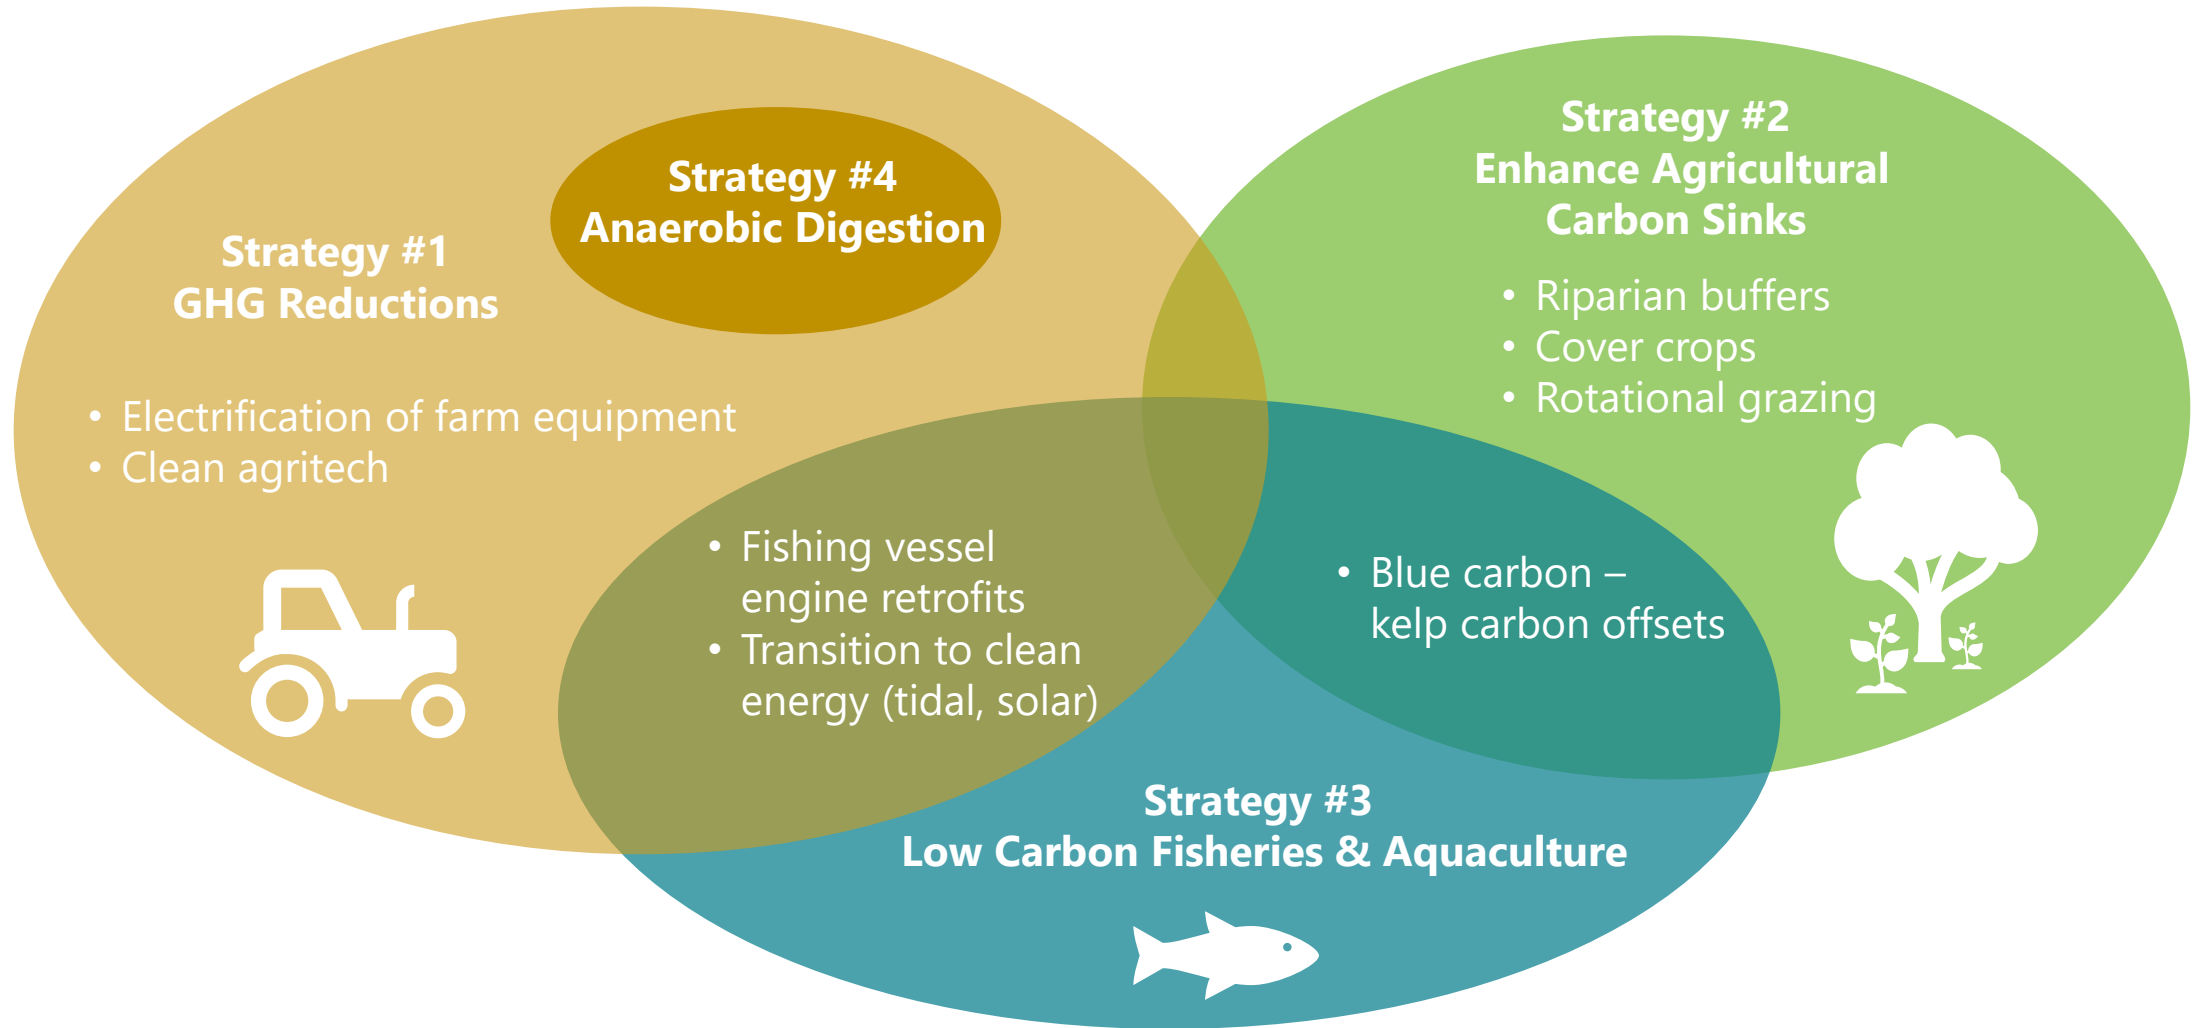 Strategy #1
GHG Reductions
• Electrification of farm equipment
• Clean agritech
Strategy #4
Anaerobic Digestion
Strategy #2
Enhance Agricultural
Carbon Sinks
• Riparian buffers
• Cover crops
• Rotational grazing
• Fishing vessel
engine retrofits
• Transition to clean
energy (tidal, solar)
• Blue carbon –
kelp carbon offsets
Strategy #3
Low Carbon Fisheries & Aquaculture